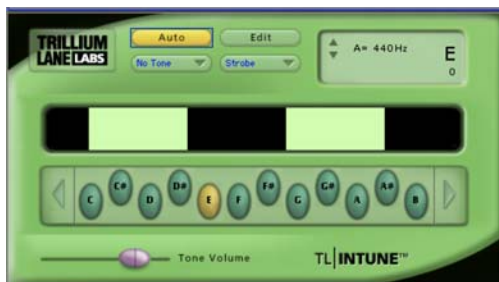 TRILLIUM
LANE LABS
Auto
Edit
No Tone
Strobe
A= 440Hz
E
0
C
C#
D
D#
E
F
F#
G
G#
A
A#
B
Tone Volume
TL|INTUNE™